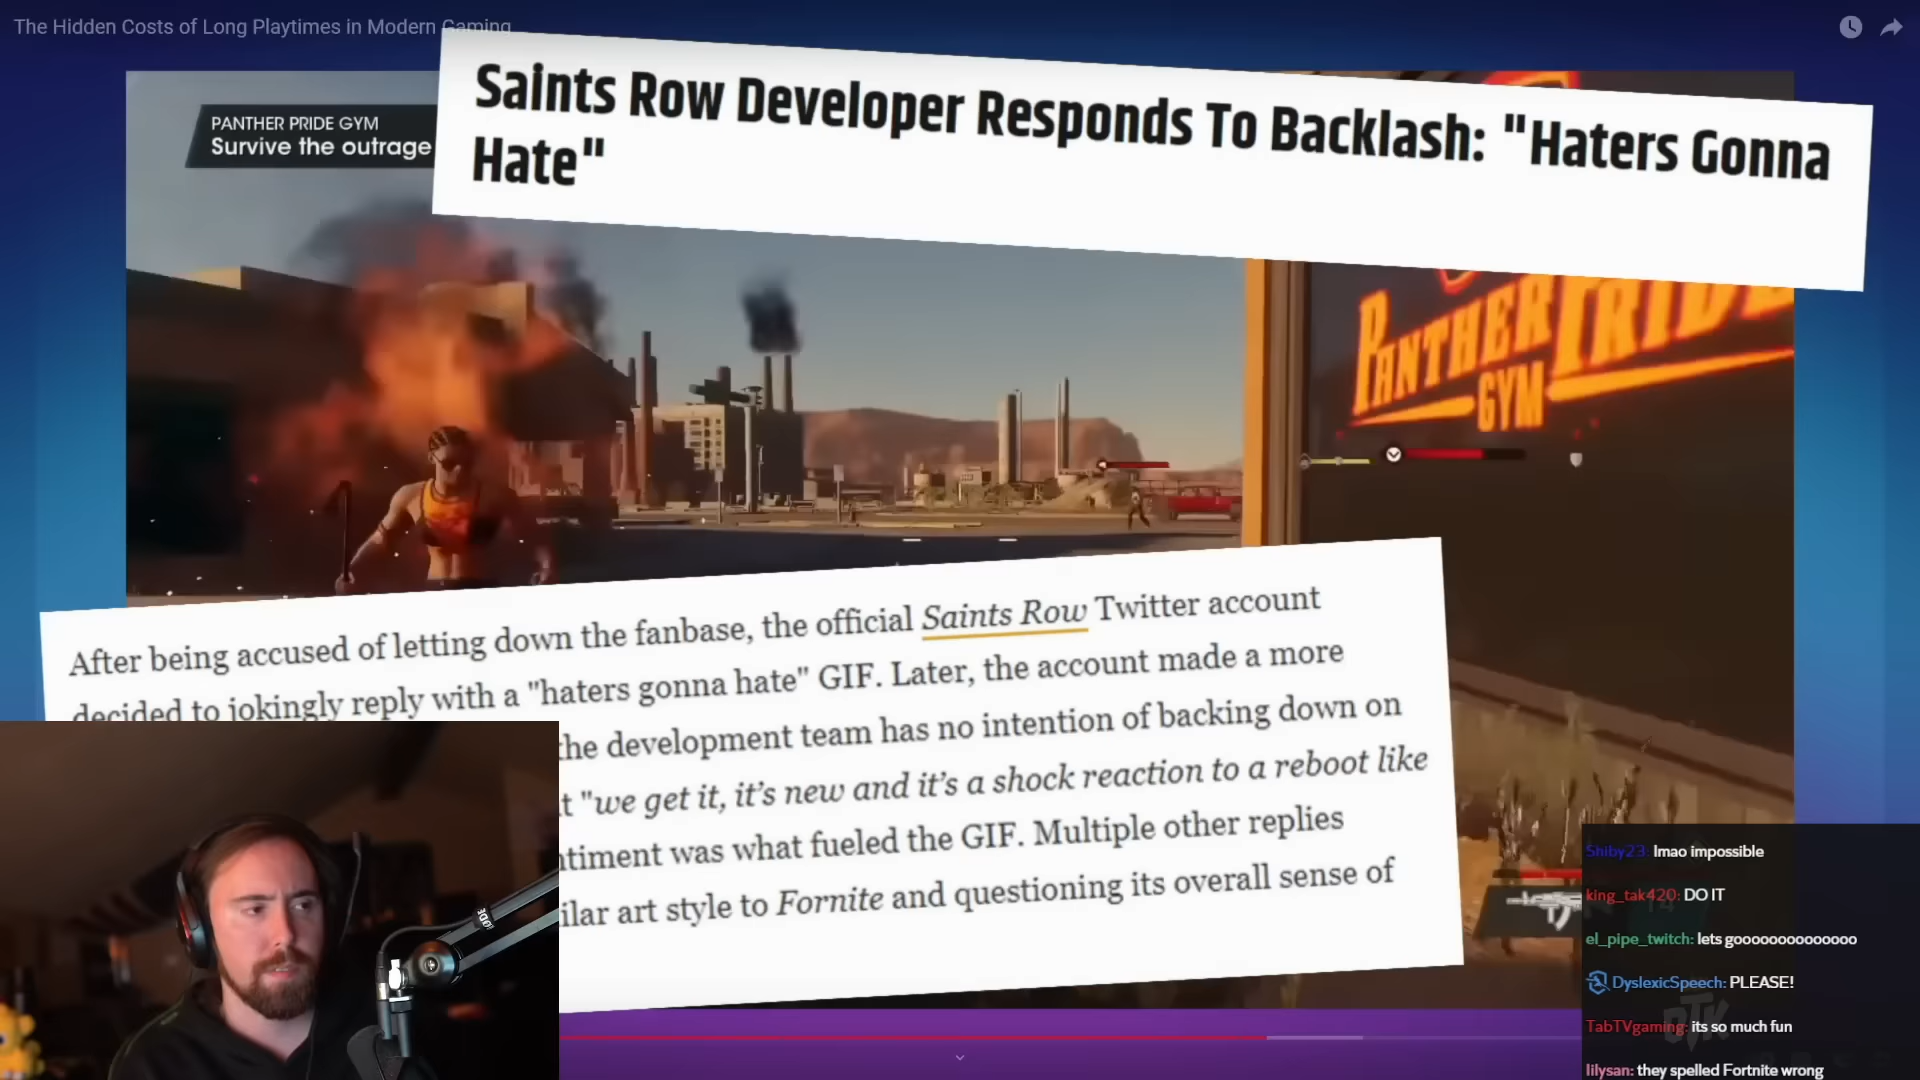 The Hidden Costs of Long Playtimes in Modern Gaming
Saints Row Developer Responds To Backlash: "Haters Gonna
Hate"
PANTHER PRIDE GYM
Survive the outrage
PANTHER PRIDE
GYM
After being accused of letting down the fanbase, the official Saints Row Twitter account
decided to jokingly reply with a "haters gonna hate" GIF. Later, the account made a more
the development team has no intention of backing down on
t "we get it, it's new and it's a shock reaction to a reboot like
ntiment was what fueled the GIF. Multiple other replies
ilar art style to Fornite and questioning its overall sense of
Shiby23: lmao impossible
king_tak420: DO IT
el_pipe_twitch: lets goooooooooooooo
DyslexicSpeech: PLEASE!
TabTVgaming: its so much fun
lilysan: they spelled Fortnite wrong